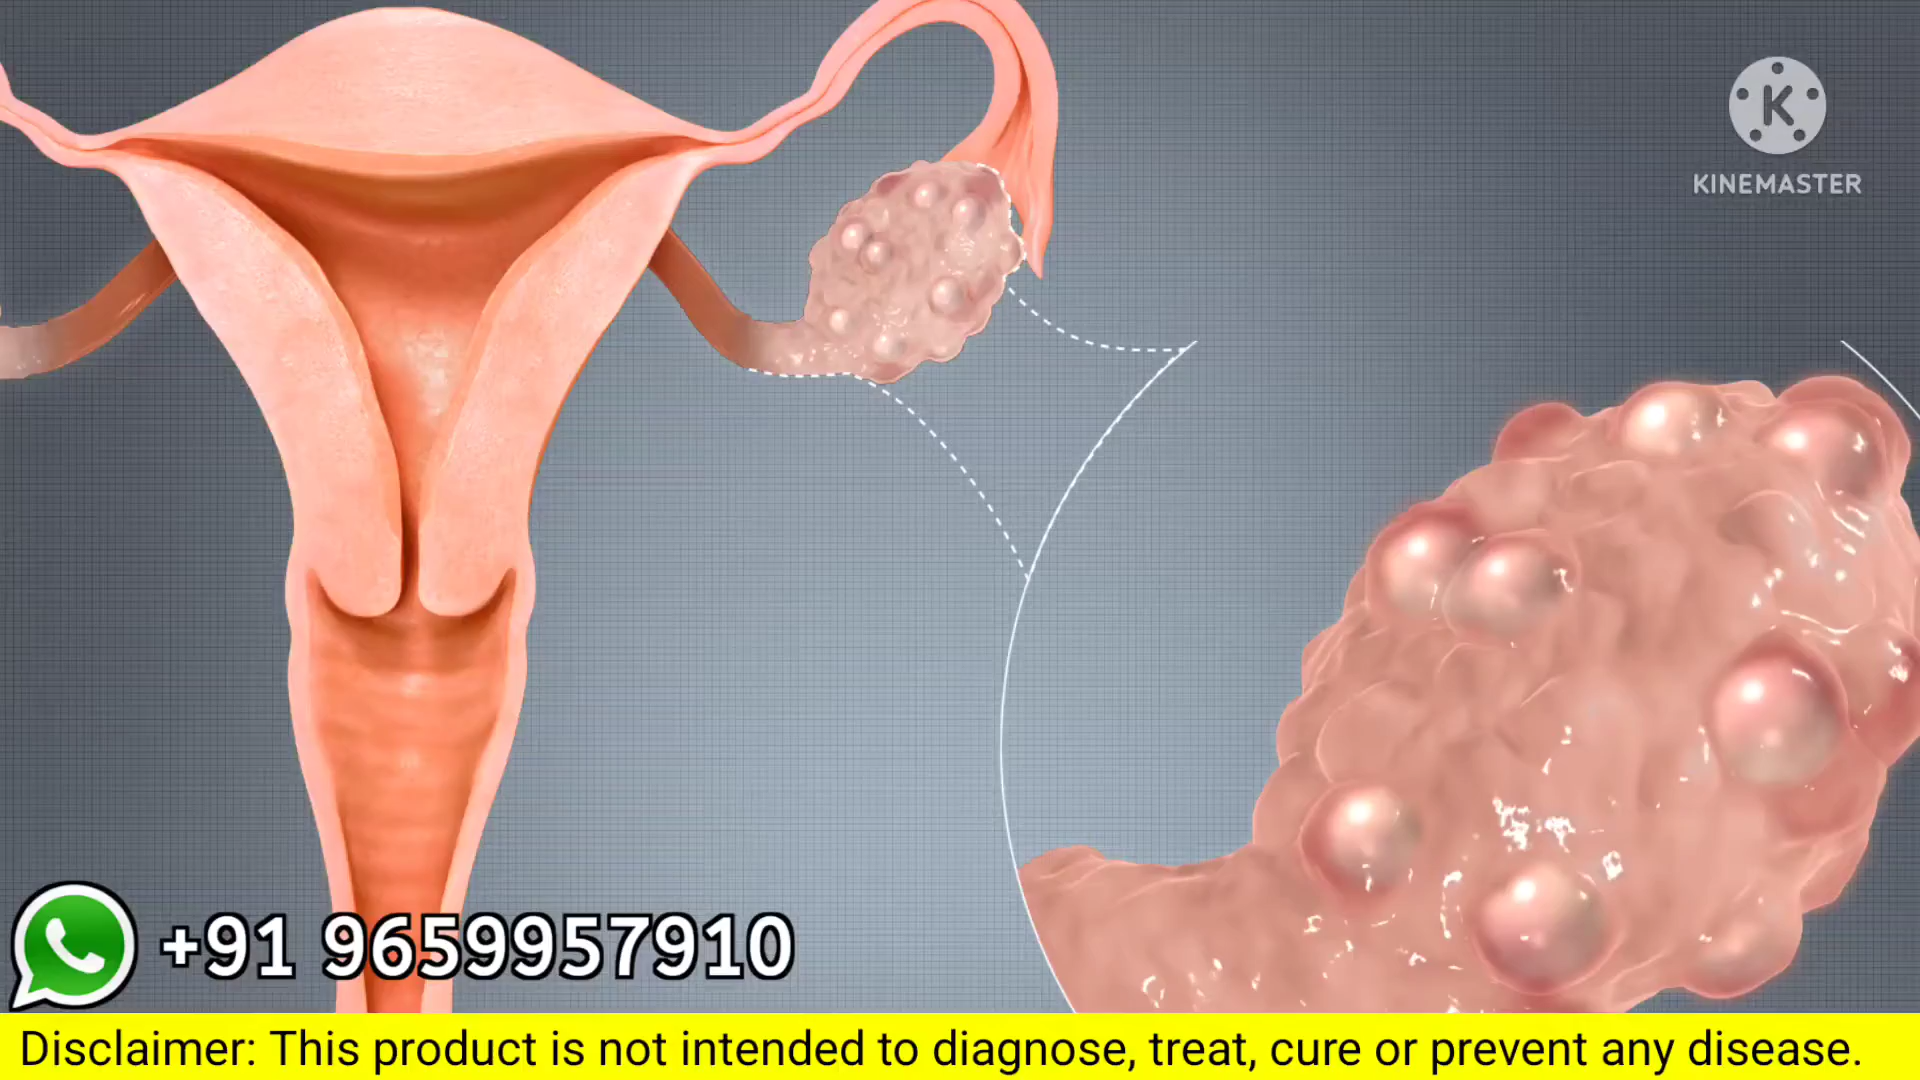 K
KINEMASTER
+91 9659957910
Disclaimer: This product is not intended to diagnose, treat, cure or prevent any disease.